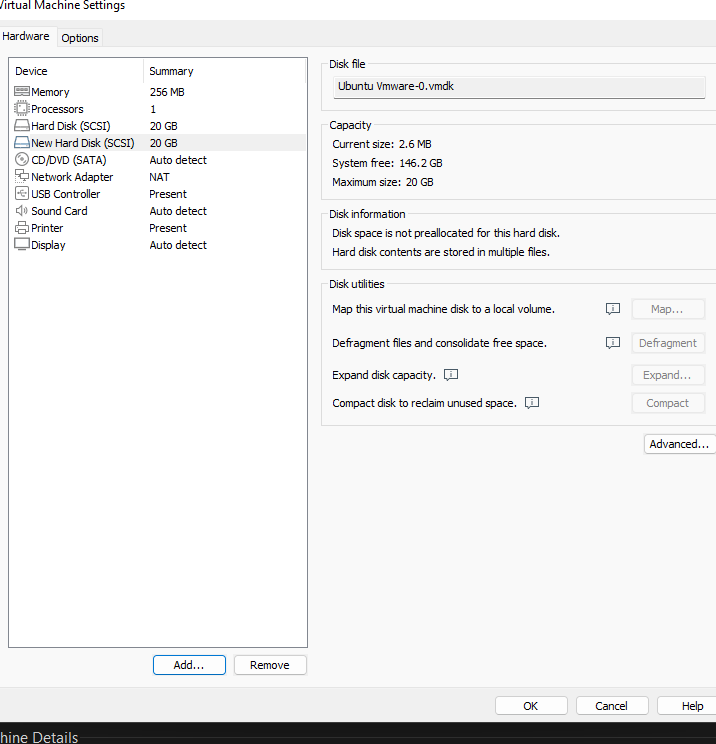 Virtual Machine Settings
Hardware
Options
Device Summary
Memory 256 MB
Processors 1
Hard Disk (SCSI) 20 GB
New Hard Disk (SCSI) 20 GB
CD/DVD (SATA) Auto detect
Network Adapter NAT
USB Controller Present
Sound Card Auto detect
Printer Present
Display Auto detect
Add...
Remove
Disk file
Ubuntu Vmware-0.vmdk
Capacity
Current size: 2.6 MB
System free: 146.2 GB
Maximum size: 20 GB
Disk information
Disk space is not preallocated for this hard disk.
Hard disk contents are stored in multiple files.
Disk utilities
Map this virtual machine disk to a local volume. Map...
Defragment files and consolidate free space. Defragment
Expand disk capacity. Expand...
Compact disk to reclaim unused space. Compact
Advanced...
OK
Cancel
Help
hine Details